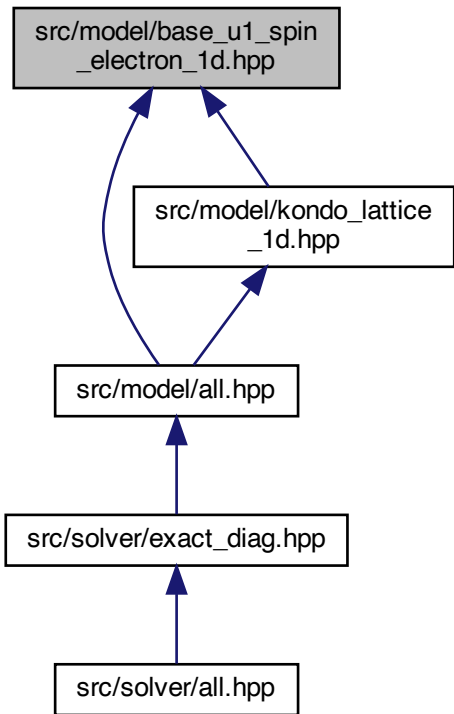 src/model/base_u1_spin
_electron_1d.hpp
src/model/kondo_lattice
_1d.hpp
src/model/all.hpp
src/solver/exact_diag.hpp
src/solver/all.hpp